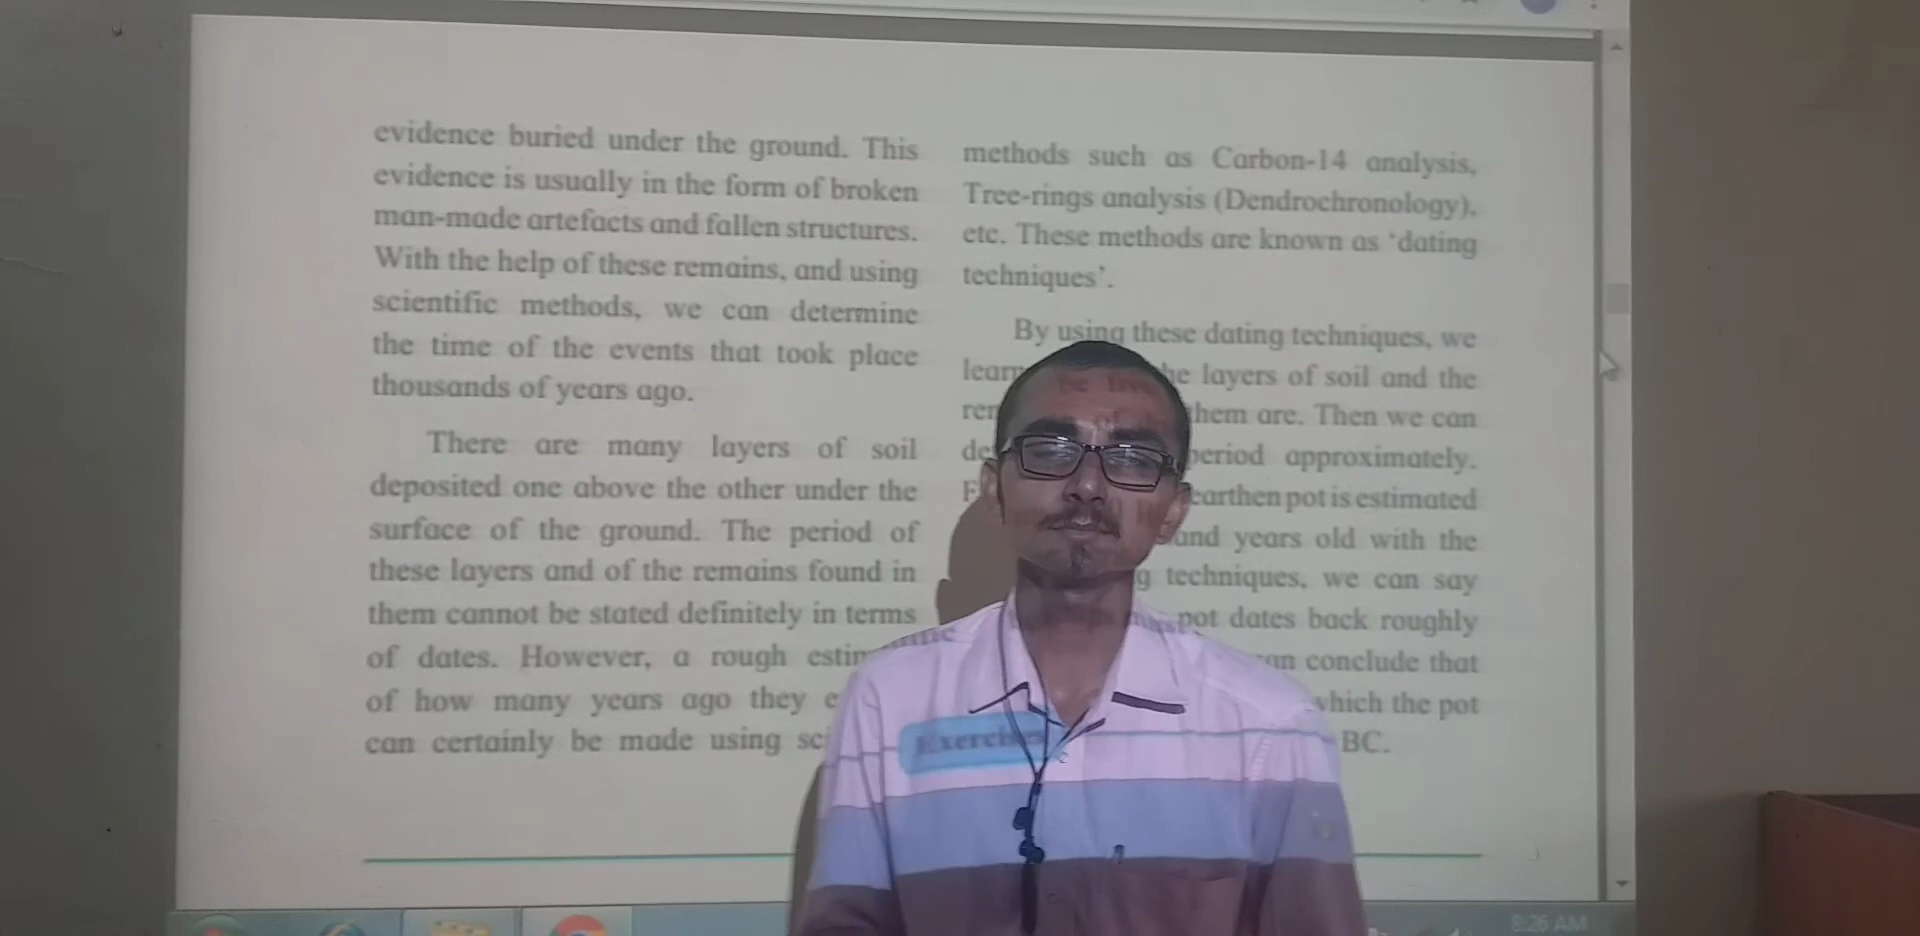 evidence buried under the ground. This
evidence is usually in the form of broken
man-made artefacts and fallen structures.
With the help of these remains, and using
scientific methods, we can determine
the time of the events that took place
thousands of years ago.
There are many layers of soil
deposited one above the other under the
surface of the ground. The period of
these layers and of the remains found in
them cannot be stated definitely in terms
of dates. However, a rough
of how many years ago they
can certainly be made using
methods such as Carbon-14 analysis,
Tree-rings analysis (Dendrochronology),
etc. These methods are known as 'dating
techniques'.
By using these dating techniques, we
layers of soil and the
them are. Then we can
period approximately.
earthen pot is estimated
years old with the
techniques, we can say
pot dates back roughly
conclude that
which the pot
BC.
8:26 AM